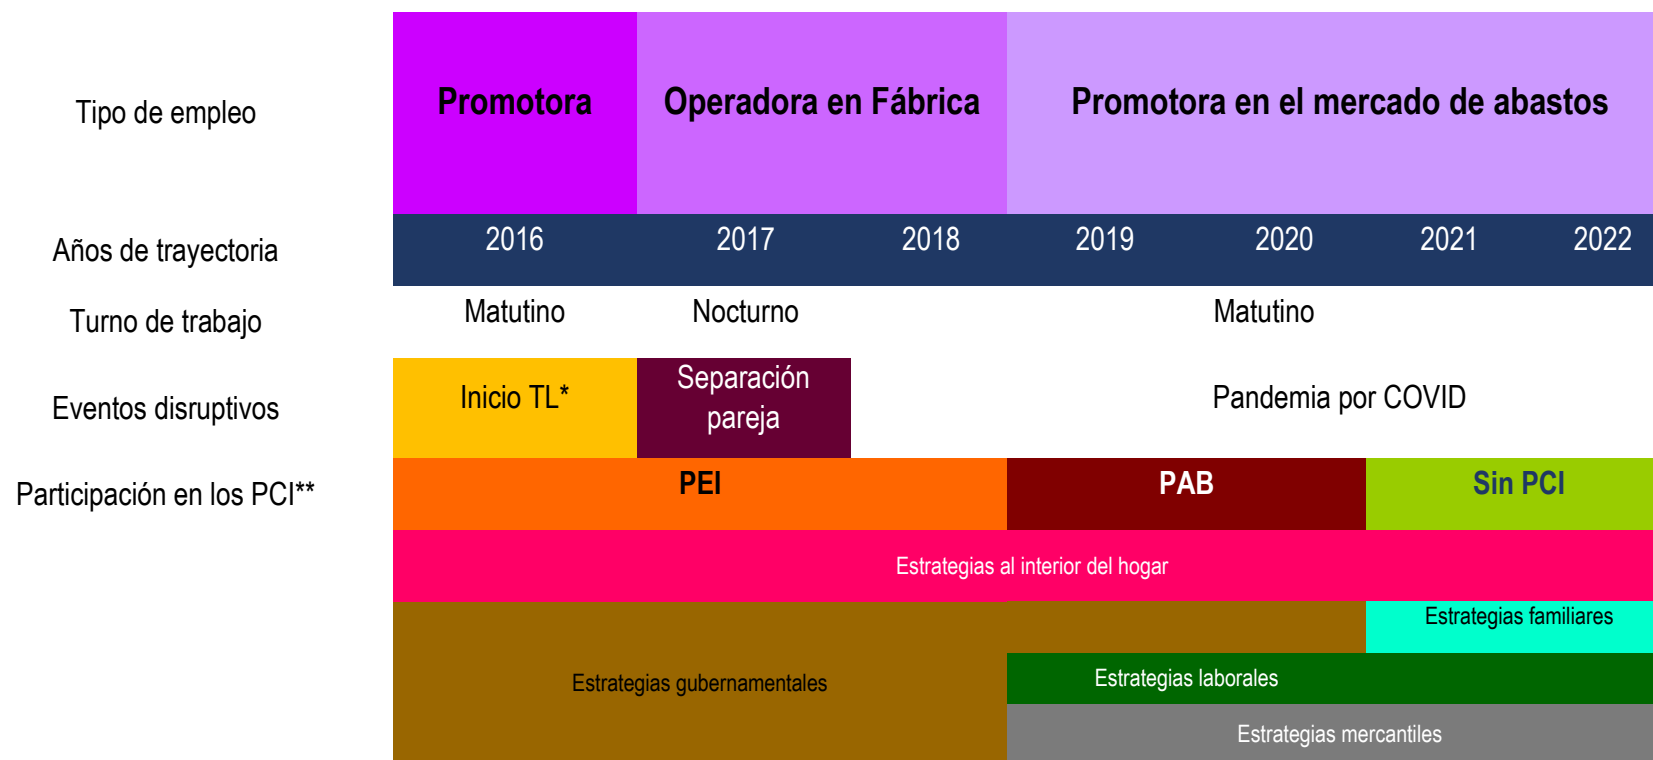 Tipo de empleo
Promotora
Operadora en Fábrica
Promotora en el mercado de abastos
Años de trayectoria
2016
2017
2018
2019
2020
2021
2022
Turno de trabajo
Matutino
Nocturno
Matutino
Eventos disruptivos
Inicio TL*
Separación
pareja
Pandemia por COVID
Participación en los PCI**
PEI
PAB
Sin PCI
Estrategias al interior del hogar
Estrategias familiares
Estrategias gubernamentales
Estrategias laborales
Estrategias mercantiles